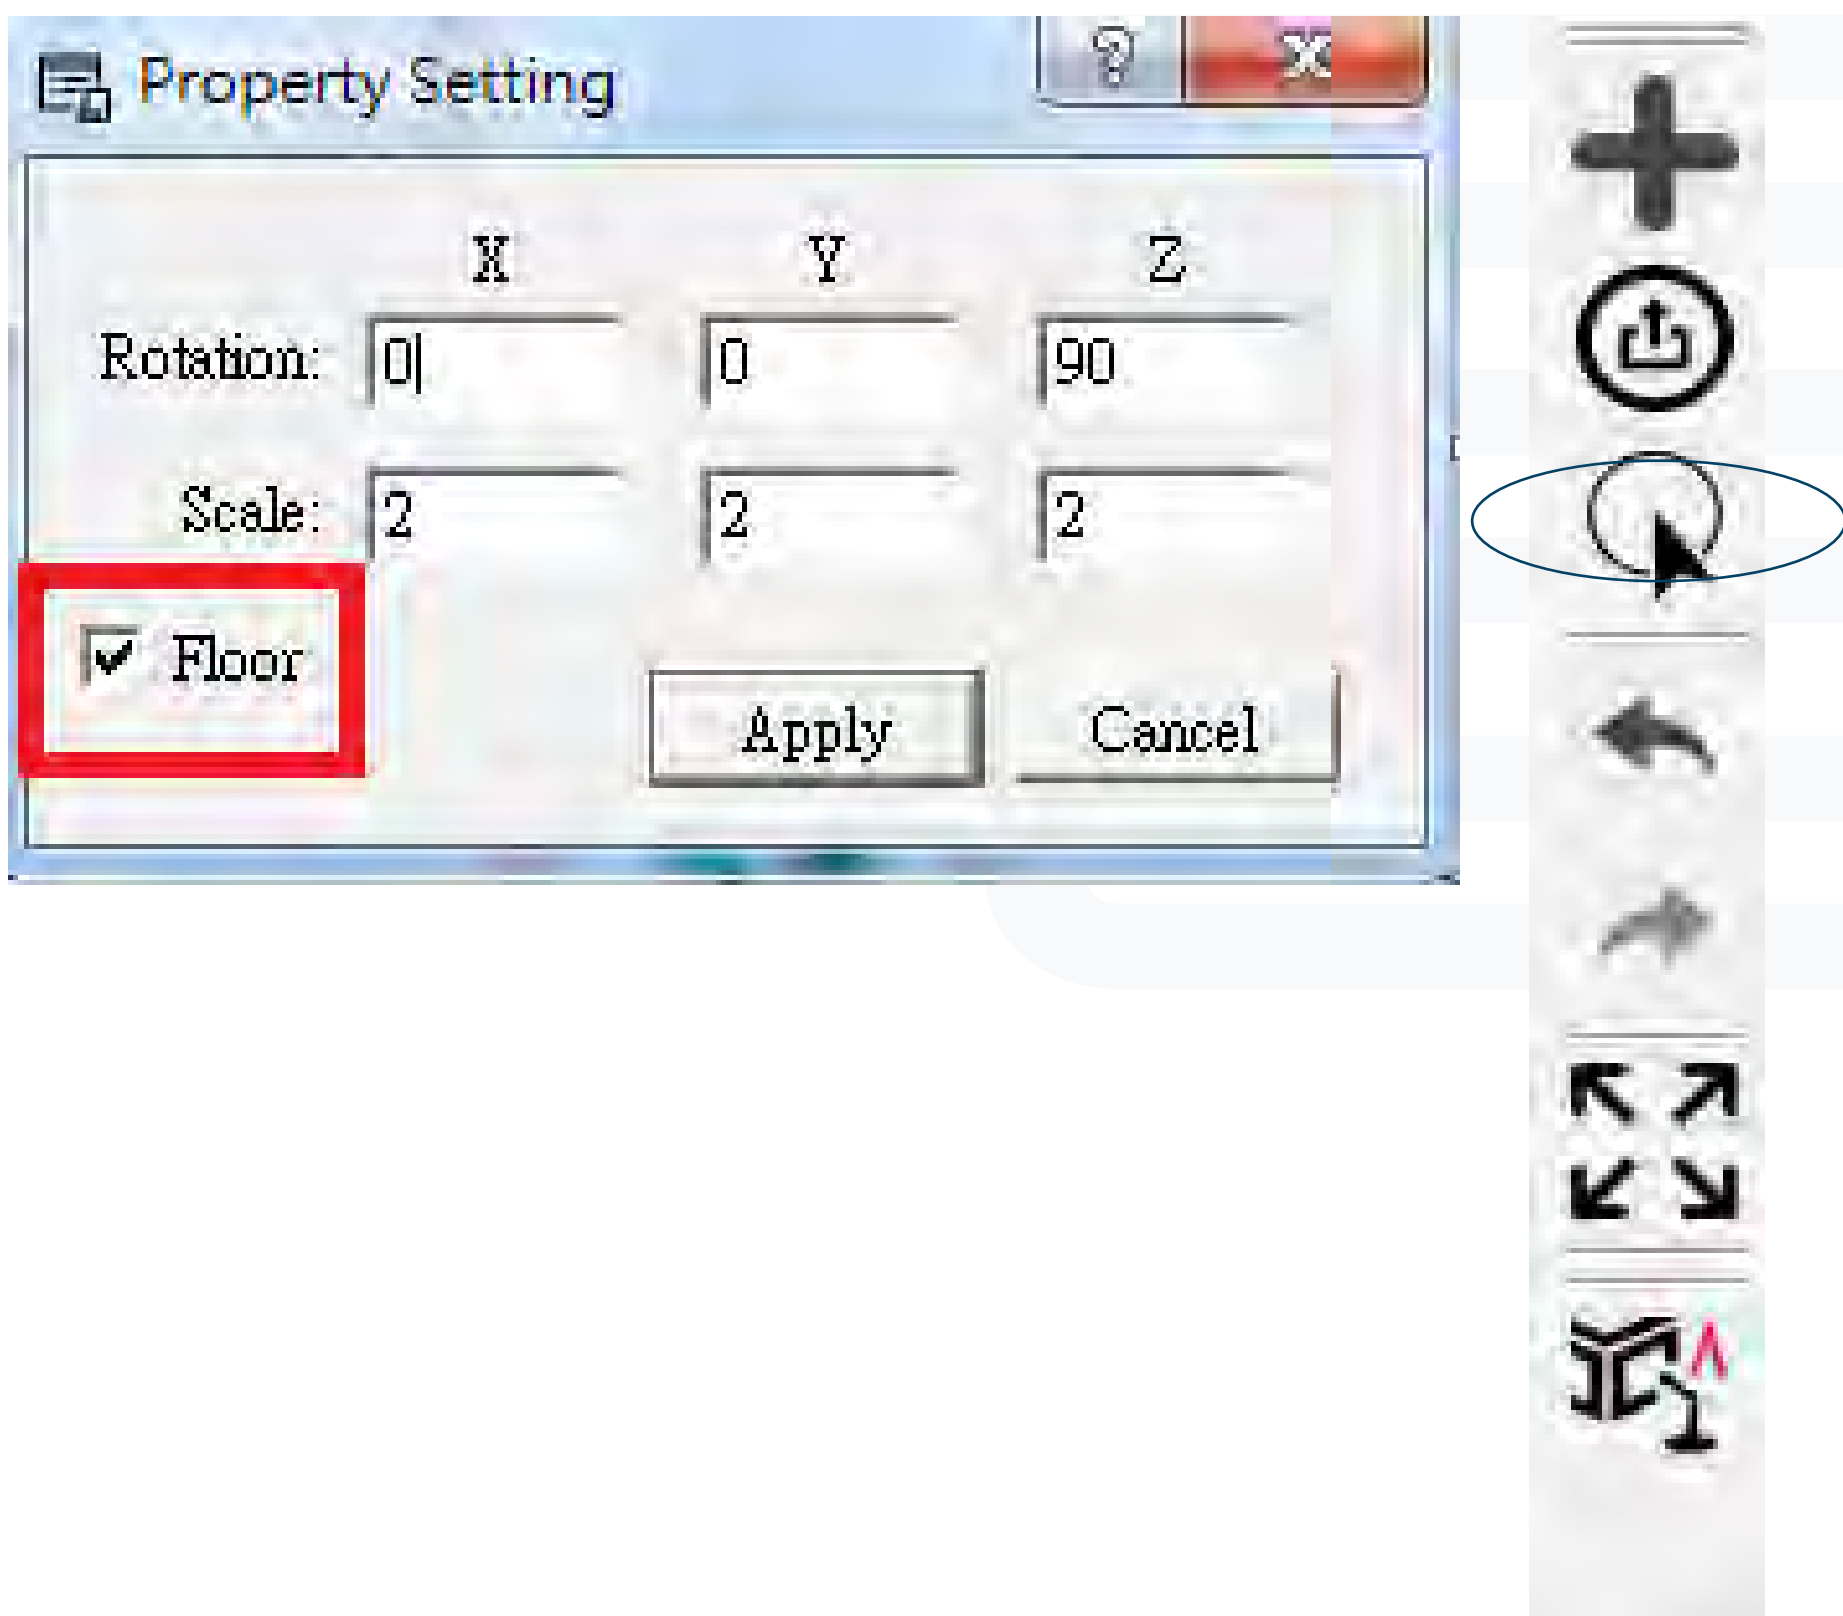 Property Setting
X Y Z
Rotation: 0 0 90
Scale: 2 2 2
Floor
Apply Cancel